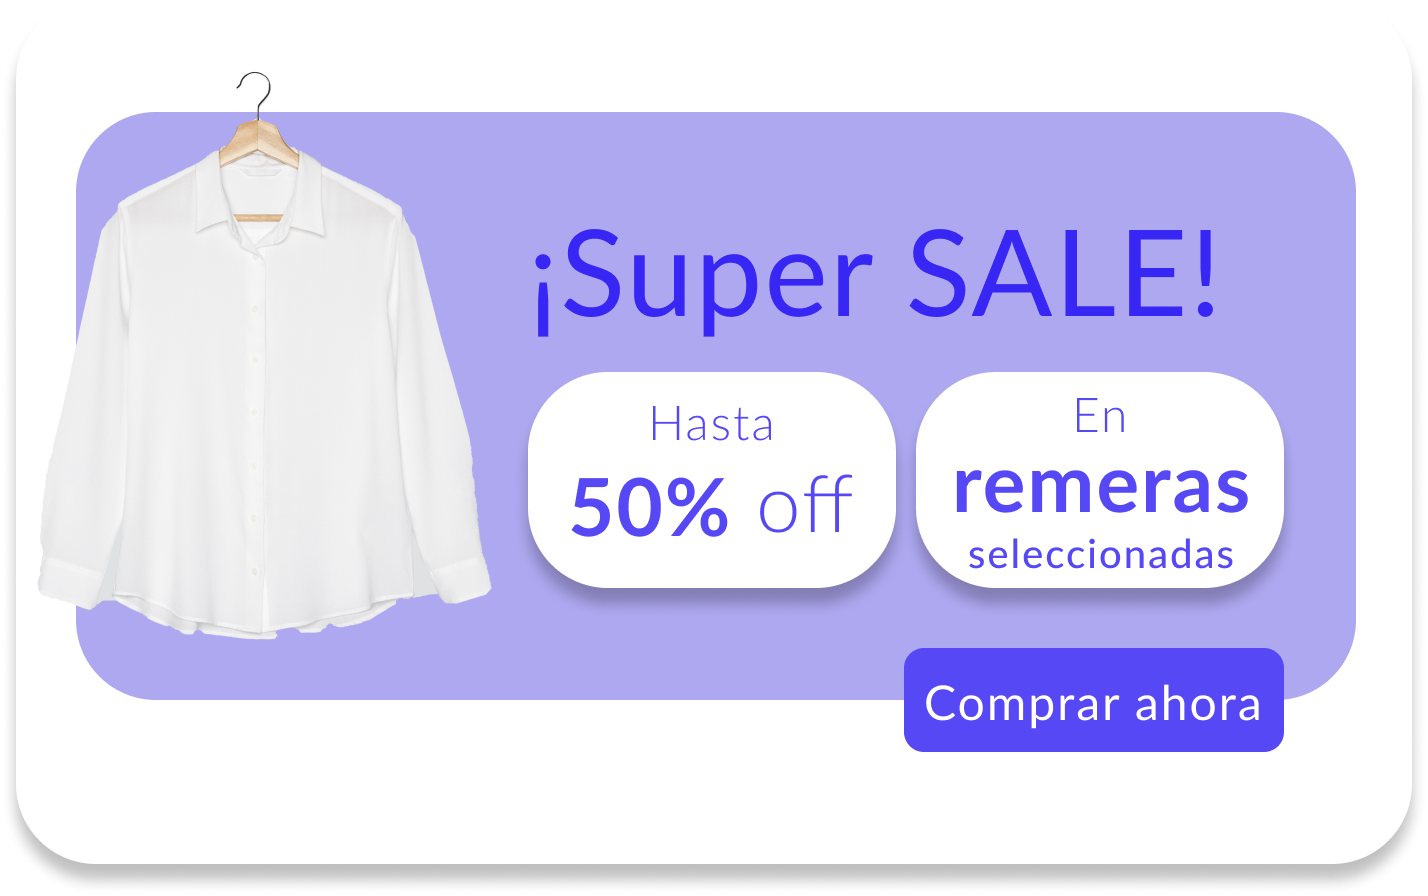 ¡Super SALE!
Hasta
50% off
En
remeras
seleccionadas
Comprar ahora